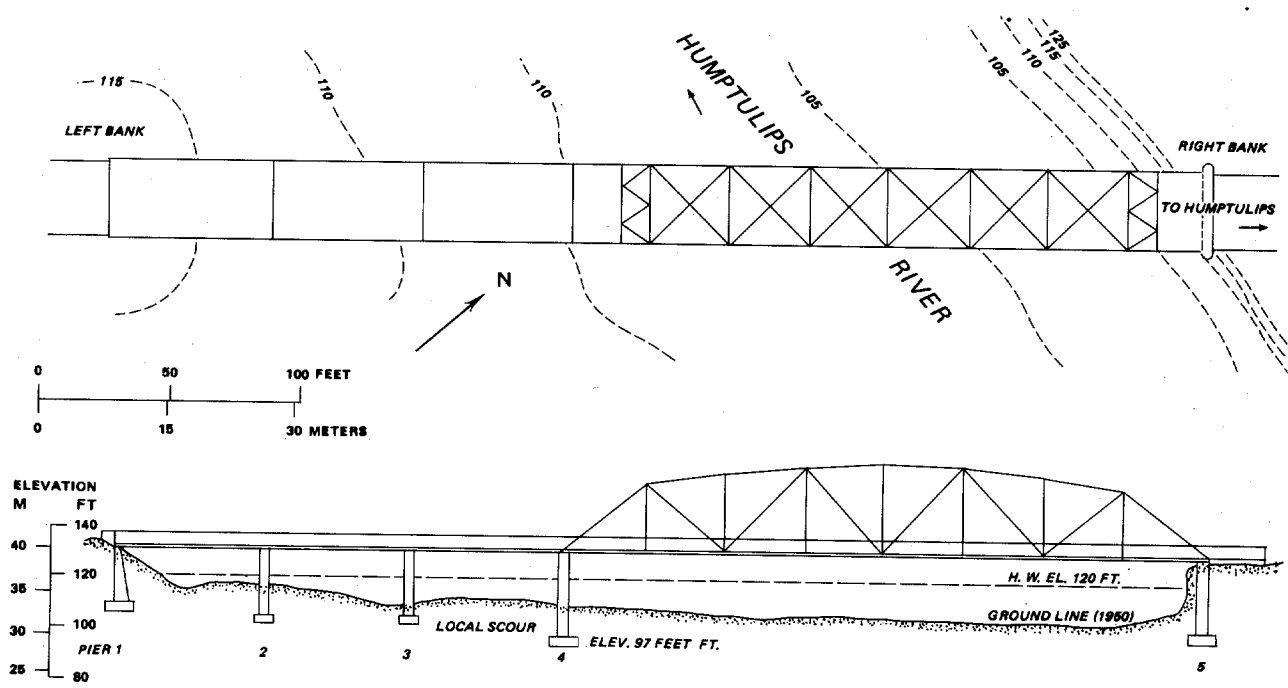 HUMPTULIPS
125
115
110
105
105
110
110
115
LEFT BANK
RIGHT BANK
TO HUMPTULIPS
RIVER
N
0 50 100 FEET
0 15 30 METERS
ELEVATION
M FT
140
40
120
35
100
30
25
80
H. W. EL. 120 FT.
GROUND LINE (1950)
LOCAL SCOUR
ELEV. 97 FEET FT.
PIER 1 2 3 4 5